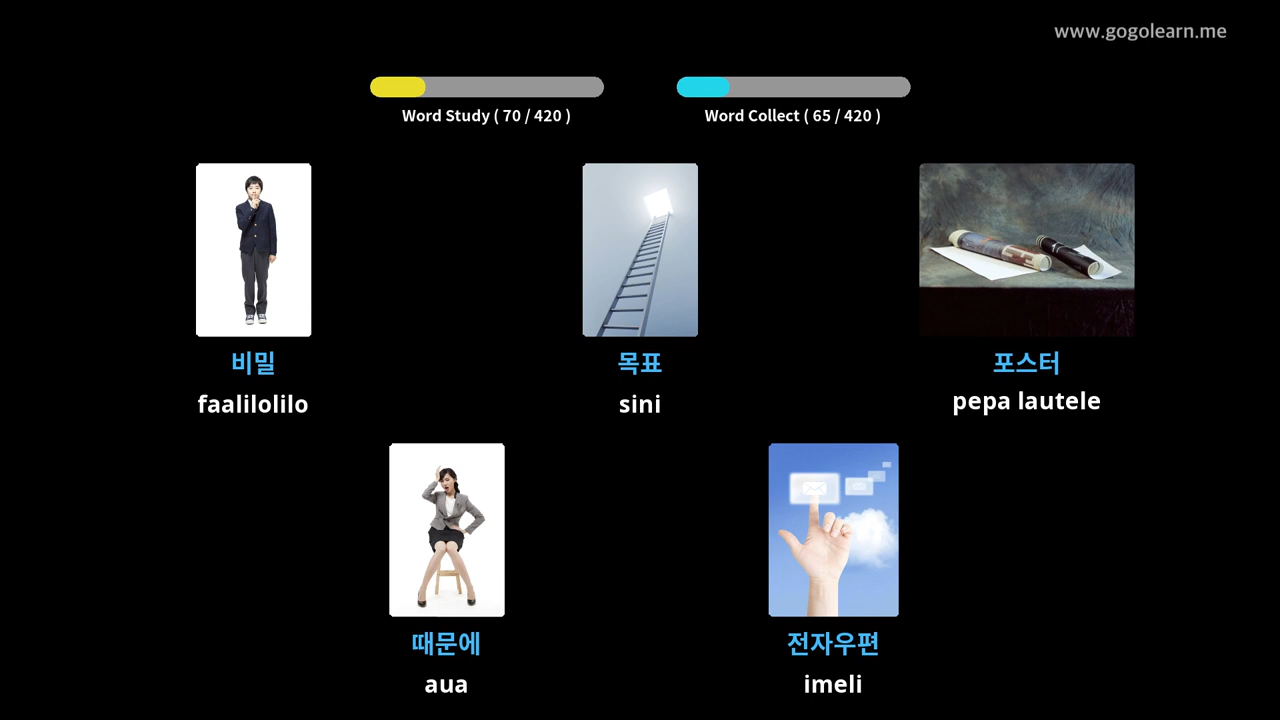 www.gogolearn.me
Word Study ( 70 / 420 )
Word Collect ( 65 / 420 )
비밀
faalilolilo
목표
sini
포스터
pepa lautele
때문에
aua
전자우편
imeli